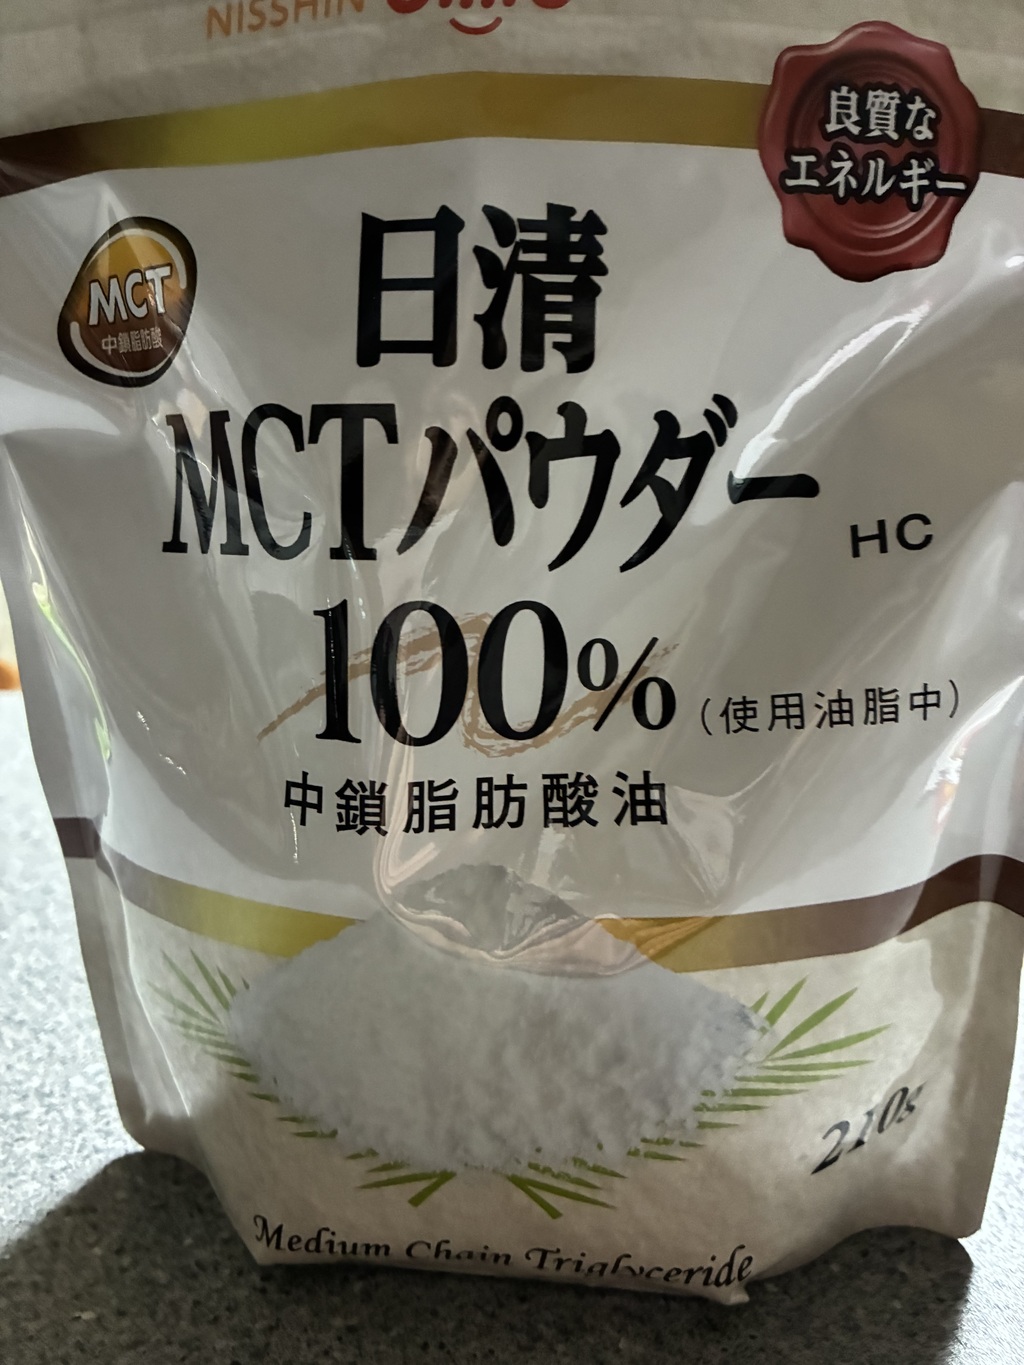 NISSHIN
良質な
エネルギー
MCT
中鎖脂肪酸
日清
MCTパウダー HC
100% (使用油脂中)
中鎖脂肪酸油
210g
Medium Chain Triglyceride